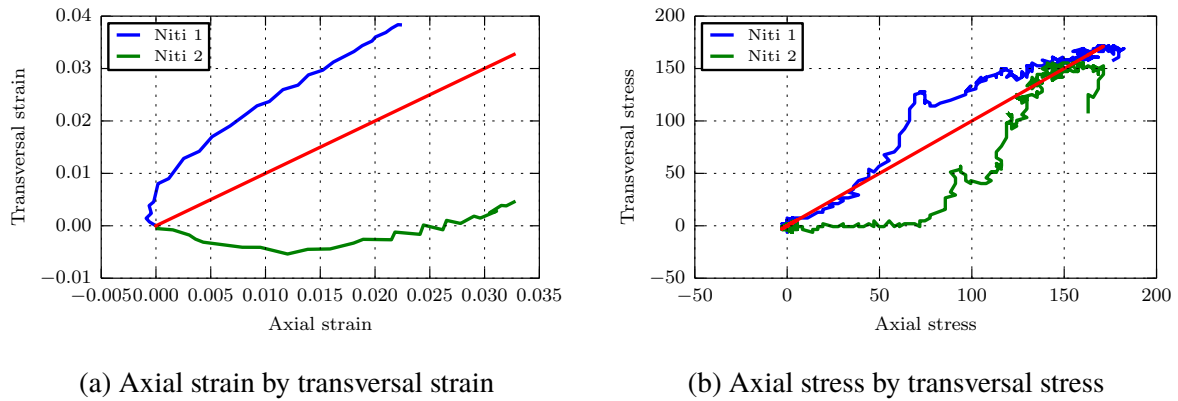 0.04
0.03
0.02
0.01
0.00
−0.01
Transversal strain
Niti 1
Niti 2
−0.005 0.000 0.005 0.010 0.015 0.020 0.025 0.030 0.035
Axial strain
(a) Axial strain by transversal strain
200
150
100
50
0
−50
Transversal stress
Niti 1
Niti 2
−50 0 50 100 150 200
Axial stress
(b) Axial stress by transversal stress